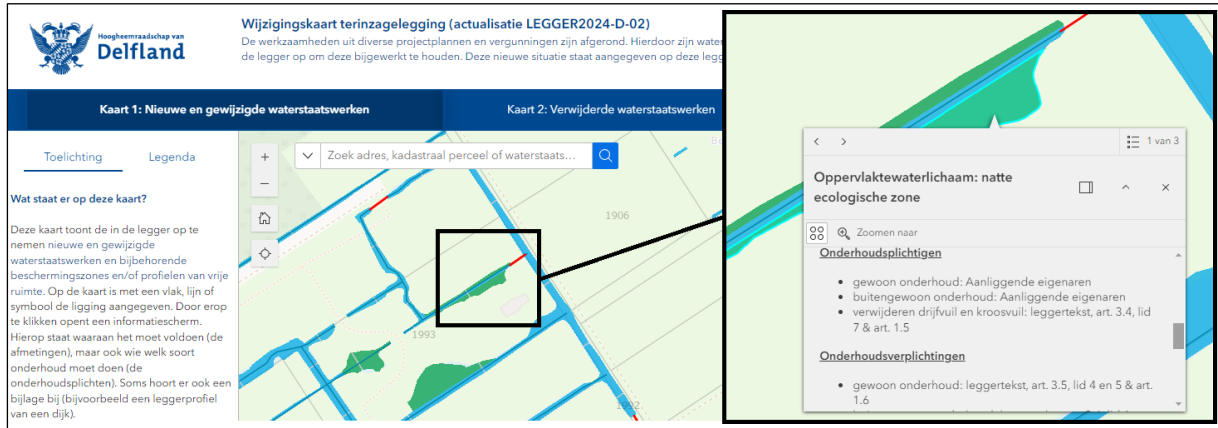 Hoogheemraadschap van
Delfland
Wijzigingskaart terinzagelegging (actualisatie LEGGER2024-D-02)
De werkzaamheden uit diverse projectplannen en vergunningen zijn afgerond. Hierdoor zijn water
de legger op om deze bijgewerkt te houden. Deze nieuwe situatie staat aangegeven op deze legg
Kaart 1: Nieuwe en gewijzigde waterstaatswerken
Kaart 2: Verwijderde waterstaatswerken
Toelichting
Legenda
Wat staat er op deze kaart?
Deze kaart toont de in de legger op te
nemen nieuwe en gewijzigde
waterstaatswerken en bijbehorende
beschermingszones en/of profielen van vrije
ruimte. Op de kaart is met een vlak, lijn of
symbool de ligging aangegeven. Door erop
te klikken opent een informatiescherm.
Hierop staat waaraan het moet voldoen (de
afmetingen), maar ook wie welk soort
onderhoud moet doen (de
onderhoudsplichten). Soms hoort er ook een
bijlage bij (bijvoorbeeld een leggerprofiel
van een dijk).
Zoek adres, kadastraal perceel of waterstaats...
1906
1993
1992
1 van 3
Oppervlaktewaterlichaam: natte
ecologische zone
Zoomen naar
Onderhoudsplichtigen
• gewoon onderhoud: Aanliggende eigenaren
• buitengewoon onderhoud: Aanliggende eigenaren
• verwijderen drijfvuil en kroosvuil: leggertekst, art. 3.4, lid
7 & art. 1.5
Onderhoudsverplichtingen
• gewoon onderhoud: leggertekst, art. 3.5, lid 4 en 5 & art.
1.6